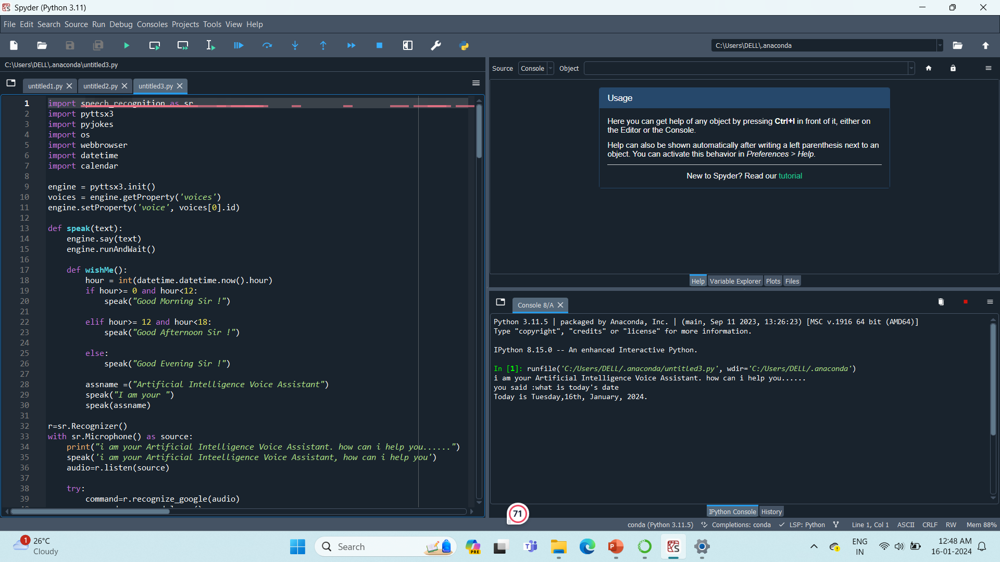 Spyder (Python 3.11)
File Edit Search Source Run Debug Consoles Projects Tools View Help
C:\Users\DELL\.anaconda
C:\Users\DELL\.anaconda\untitled3.py
untitled1.py untitled2.py untitled3.py
1 import speech_recognition as sr
2 import pyttsx3
3 import pyjokes
4 import os
5 import webbrowser
6 import datetime
7 import calendar
8
9 engine = pyttsx3.init()
10 voices = engine.getProperty('voices')
11 engine.setProperty('voice', voices[0].id)
12
13 def speak(text):
14 engine.say(text)
15 engine.runAndWait()
16
17 def wishMe():
18 hour = int(datetime.datetime.now().hour)
19 if hour>= 0 and hour<12:
20 speak("Good Morning Sir !")
21
22 elif hour>= 12 and hour<18:
23 speak("Good Afternoon Sir !")
24
25 else:
26 speak("Good Evening Sir !")
27
28 assname =("Artificial Intelligence Voice Assistant")
29 speak("I am your ")
30 speak(assname)
31
32 r=sr.Recognizer()
33 with sr.Microphone() as source:
34 print("i am your Artificial Intelligence Voice Assistant. how can i help you......")
35 speak('i am your Artificial Inteelligence Voice Assistant, how can i help you')
36 audio=r.listen(source)
37
38 try:
39 command=r.recognize_google(audio)
Source Console Object
Usage
Here you can get help of any object by pressing Ctrl+I in front of it, either on
the Editor or the Console.
Help can also be shown automatically after writing a left parenthesis next to an
object. You can activate this behavior in Preferences > Help.
New to Spyder? Read our tutorial
Help Variable Explorer Plots Files
Console 8/A
Python 3.11.5 | packaged by Anaconda, Inc. | (main, Sep 11 2023, 13:26:23) [MSC v.1916 64 bit (AMD64)]
Type "copyright", "credits" or "license" for more information.
IPython 8.15.0 -- An enhanced Interactive Python.
In [1]: runfile('C:/Users/DELL/.anaconda/untitled3.py', wdir='C:/Users/DELL/.anaconda')
i am your Artificial Intelligence Voice Assistant. how can i help you......
you said :what is today's date
Today is Tuesday,16th, January, 2024.
IPython Console History
71
conda (Python 3.11.5) Completions: conda LSP: Python Line 1, Col 1 ASCII CRLF RW Mem 88%
1
26°C
Cloudy
Search
PRE
ENG
IN
12:48 AM
16-01-2024